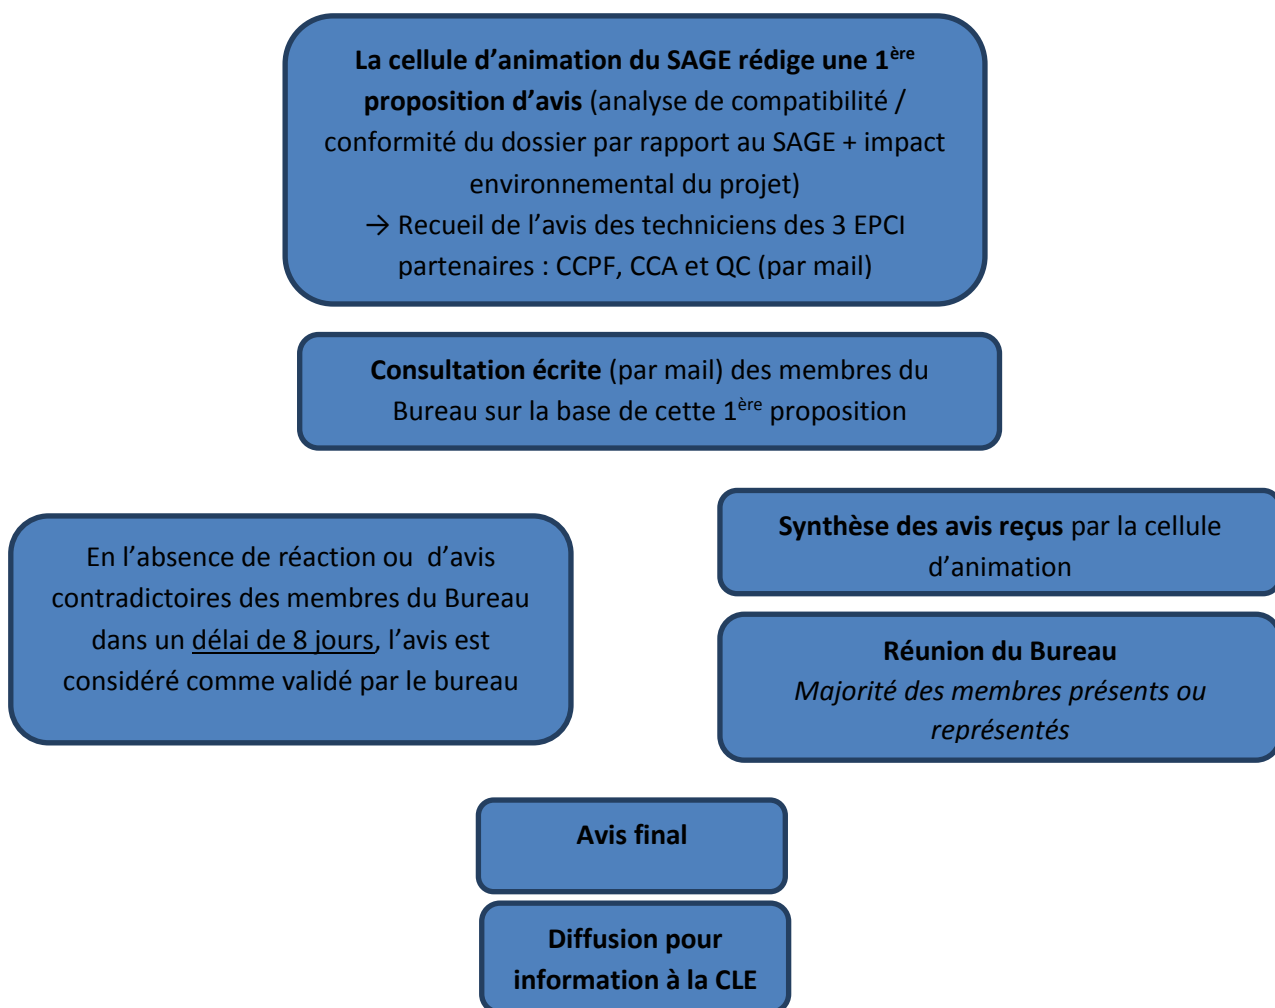 La cellule d’animation du SAGE rédige une 1ère
proposition d’avis (analyse de compatibilité /
conformité du dossier par rapport au SAGE + impact
environnemental du projet)
→ Recueil de l’avis des techniciens des 3 EPCI
partenaires : CCPF, CCA et QC (par mail)
Consultation écrite (par mail) des membres du
Bureau sur la base de cette 1ère proposition
En l’absence de réaction ou d’avis
contradictoires des membres du Bureau
dans un délai de 8 jours, l’avis est
considéré comme validé par le bureau
Synthèse des avis reçus par la cellule
d’animation
Réunion du Bureau
Majorité des membres présents ou
représentés
Avis final
Diffusion pour
information à la CLE